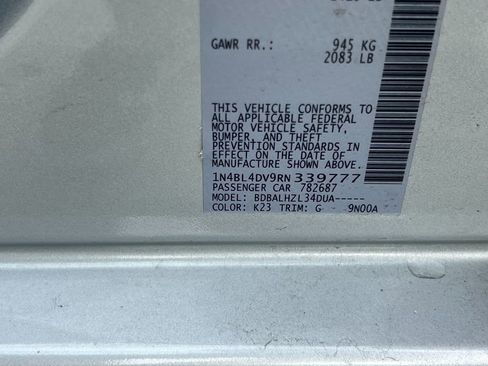 GAWR RR.: 945 KG
2083 LB
THIS VEHICLE CONFORMS TO
ALL APPLICABLE FEDERAL
MOTOR VEHICLE SAFETY,
BUMPER, AND THEFT
PREVENTION STANDARDS IN
EFFECT ON THE DATE OF
MANUFACTURE SHOWN ABOVE.
1N4BL4DV9RN 339777
PASSENGER CAR 782687
MODEL: BDBALHZL34DUA-----
COLOR: K23 TRIM: G 9N00A